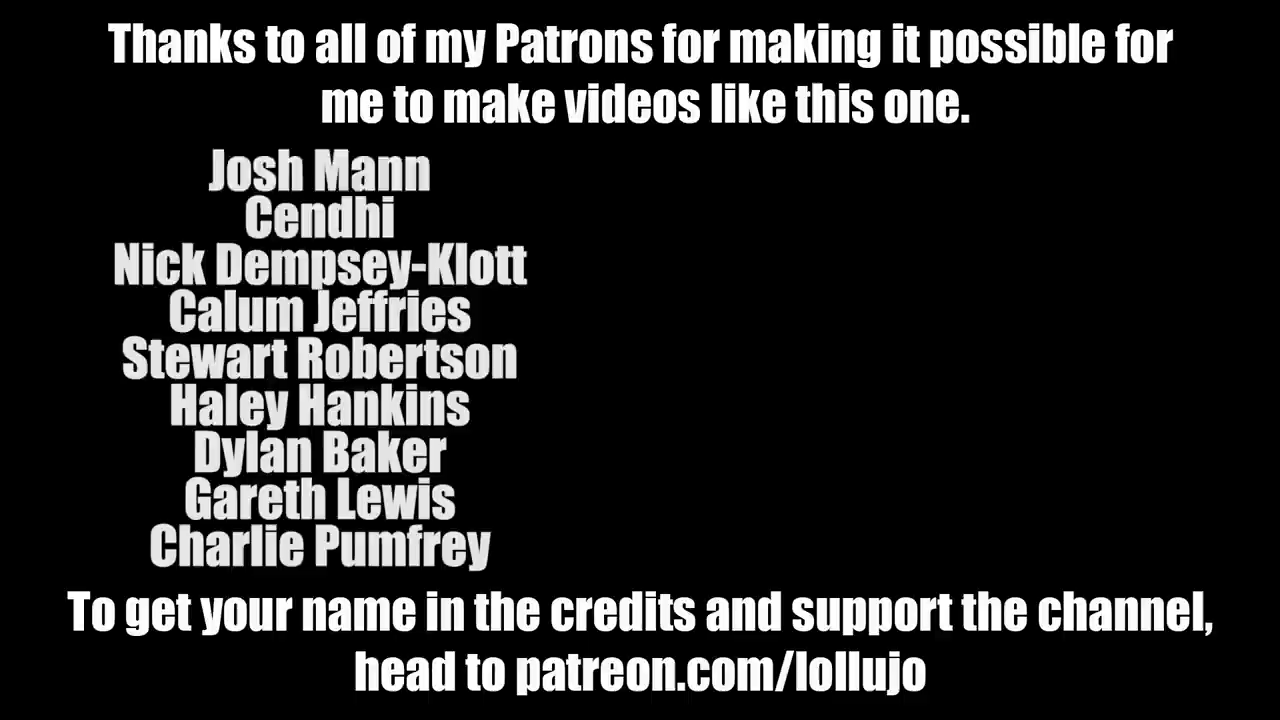 Thanks to all of my Patrons for making it possible for
me to make videos like this one.
Josh Mann
Cendhi
Nick Dempsey-Klott
Calum Jeffries
Stewart Robertson
Haley Hankins
Dylan Baker
Gareth Lewis
Charlie Pumfrey
To get your name in the credits and support the channel,
head to patreon.com/lollujo